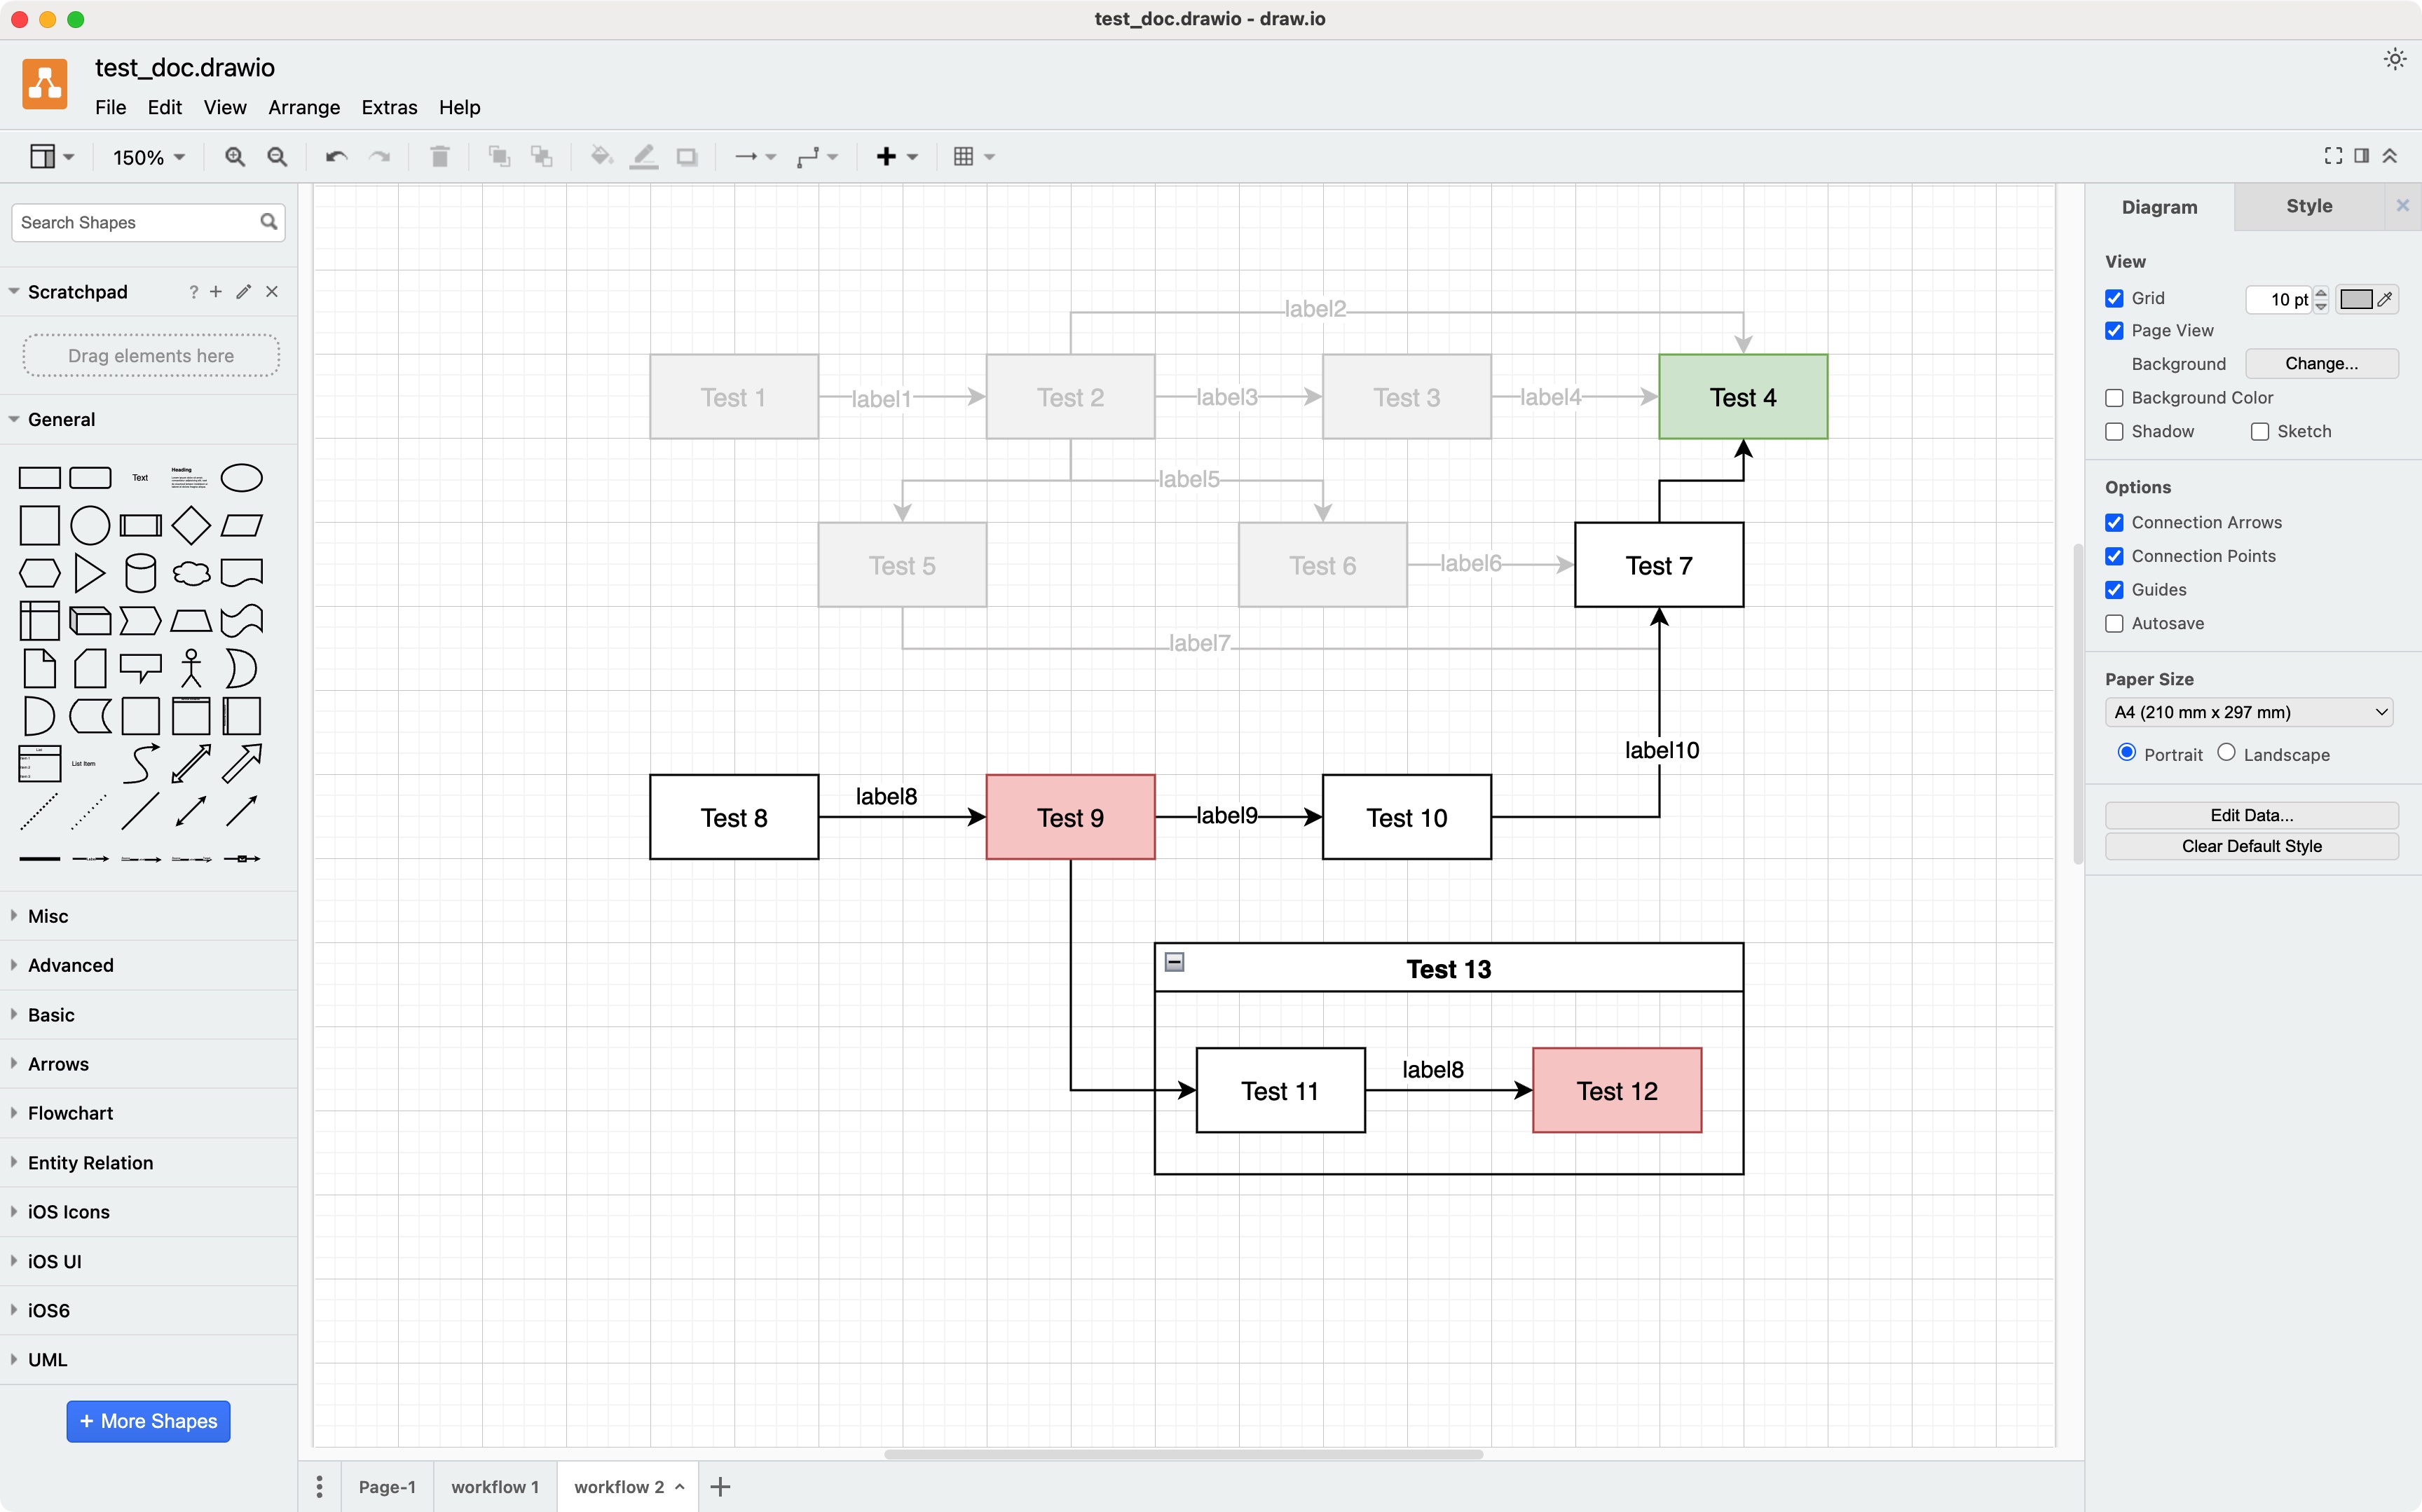 test_doc.drawio - draw.io
test_doc.drawio
File Edit View Arrange Extras Help
150%
Search Shapes
Scratchpad
?
Drag elements here
General
Text
Heading
List Item
Misc
Advanced
Basic
Arrows
Flowchart
Entity Relation
iOS Icons
iOS UI
iOS6
UML
+ More Shapes
label2
Test 1
label1
Test 2
label3
Test 3
label4
Test 4
label5
Test 5
Test 6
label6
Test 7
label7
label10
Test 8
label8
Test 9
label9
Test 10
Test 13
Test 11
label8
Test 12
Page-1
workflow 1
workflow 2
Diagram
Style
View
Grid
10 pt
Page View
Background
Change...
Background Color
Shadow
Sketch
Options
Connection Arrows
Connection Points
Guides
Autosave
Paper Size
A4 (210 mm x 297 mm)
Portrait
Landscape
Edit Data...
Clear Default Style